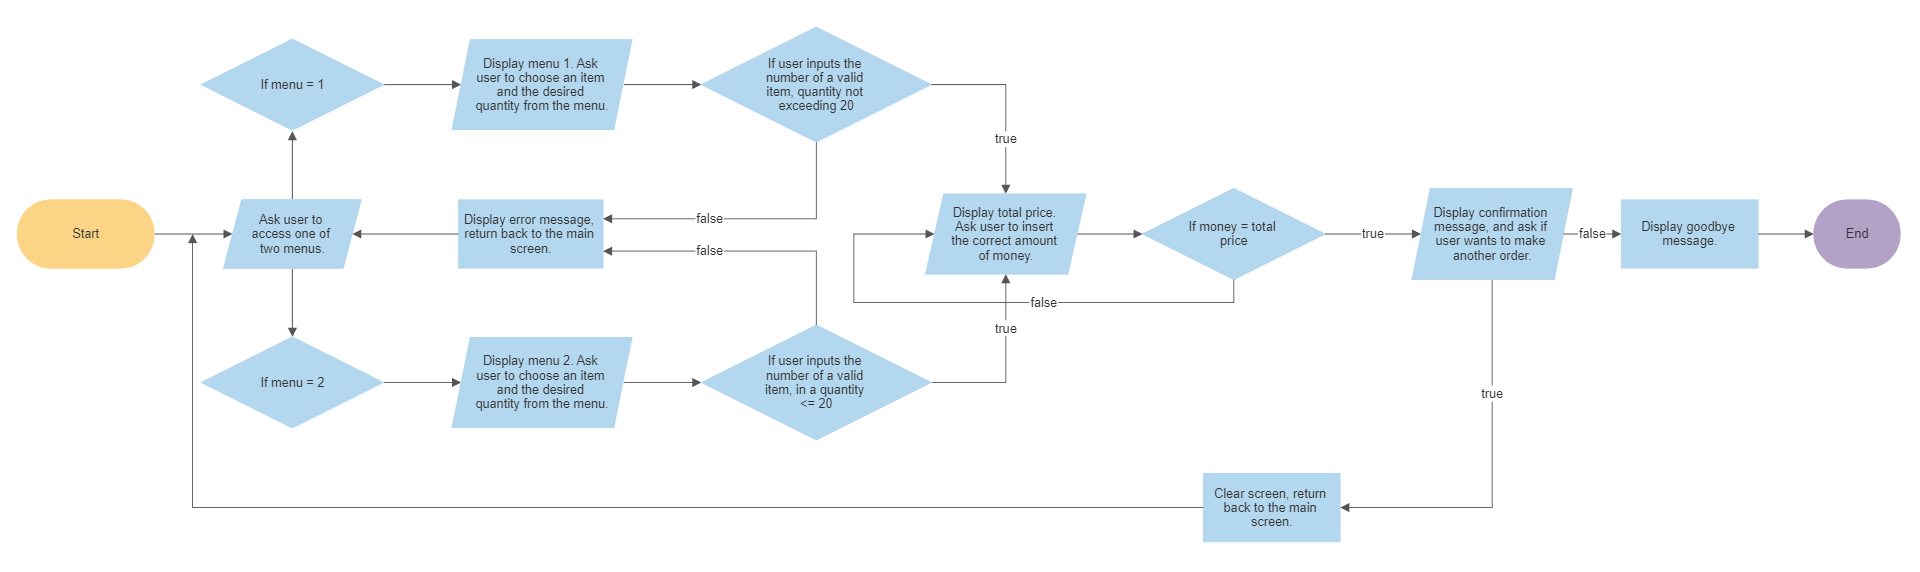 Start
Ask user to
access one of
two menus.
If menu = 1
Display menu 1. Ask
user to choose an item
and the desired
quantity from the menu.
If user inputs the
number of a valid
item, quantity not
exceeding 20
true
false
Display error message,
return back to the main
screen.
false
If menu = 2
Display menu 2. Ask
user to choose an item
and the desired
quantity from the menu.
If user inputs the
number of a valid
item, in a quantity
<= 20
true
Display total price.
Ask user to insert
the correct amount
of money.
If money = total
price
false
true
Display confirmation
message, and ask if
user wants to make
another order.
false
Display goodbye
message.
End
true
Clear screen, return
back to the main
screen.